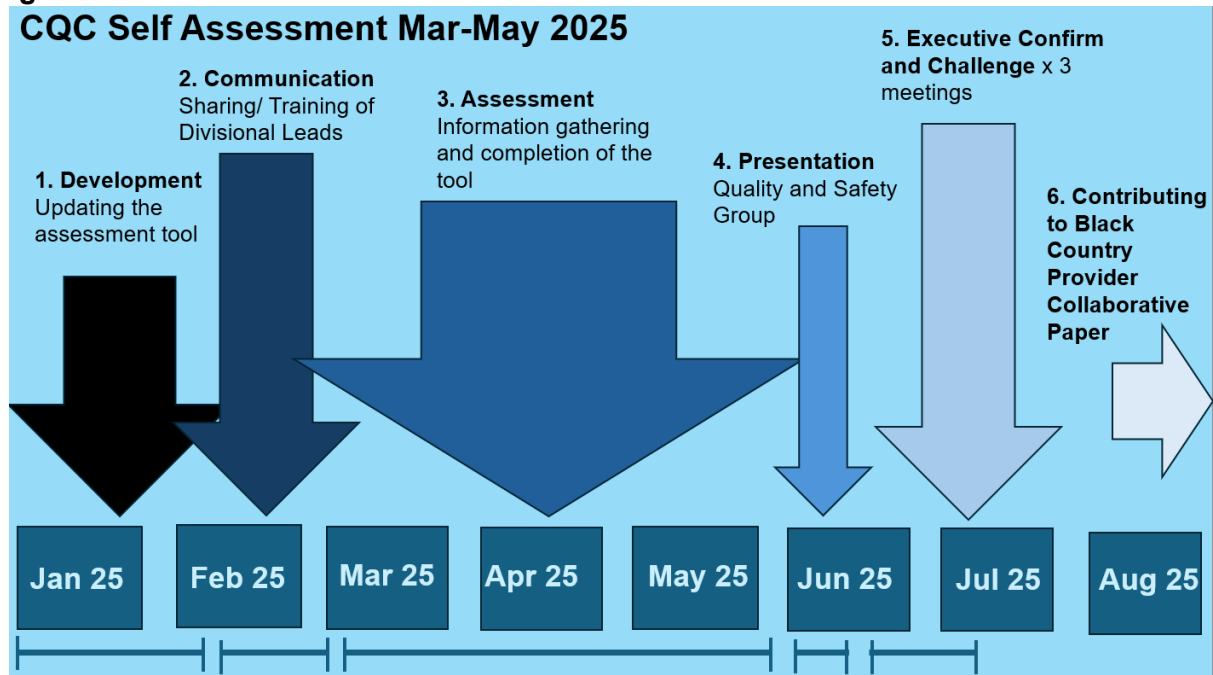 CQC Self Assessment Mar-May 2025
1. Development
Updating the
assessment tool
2. Communication
Sharing/ Training of
Divisional Leads
3. Assessment
Information gathering
and completion of the
tool
4. Presentation
Quality and Safety
Group
5. Executive Confirm
and Challenge x 3
meetings
6. Contributing
to Black
Country
Provider
Collaborative
Paper
Jan 25
Feb 25
Mar 25
Apr 25
May 25
Jun 25
Jul 25
Aug 25